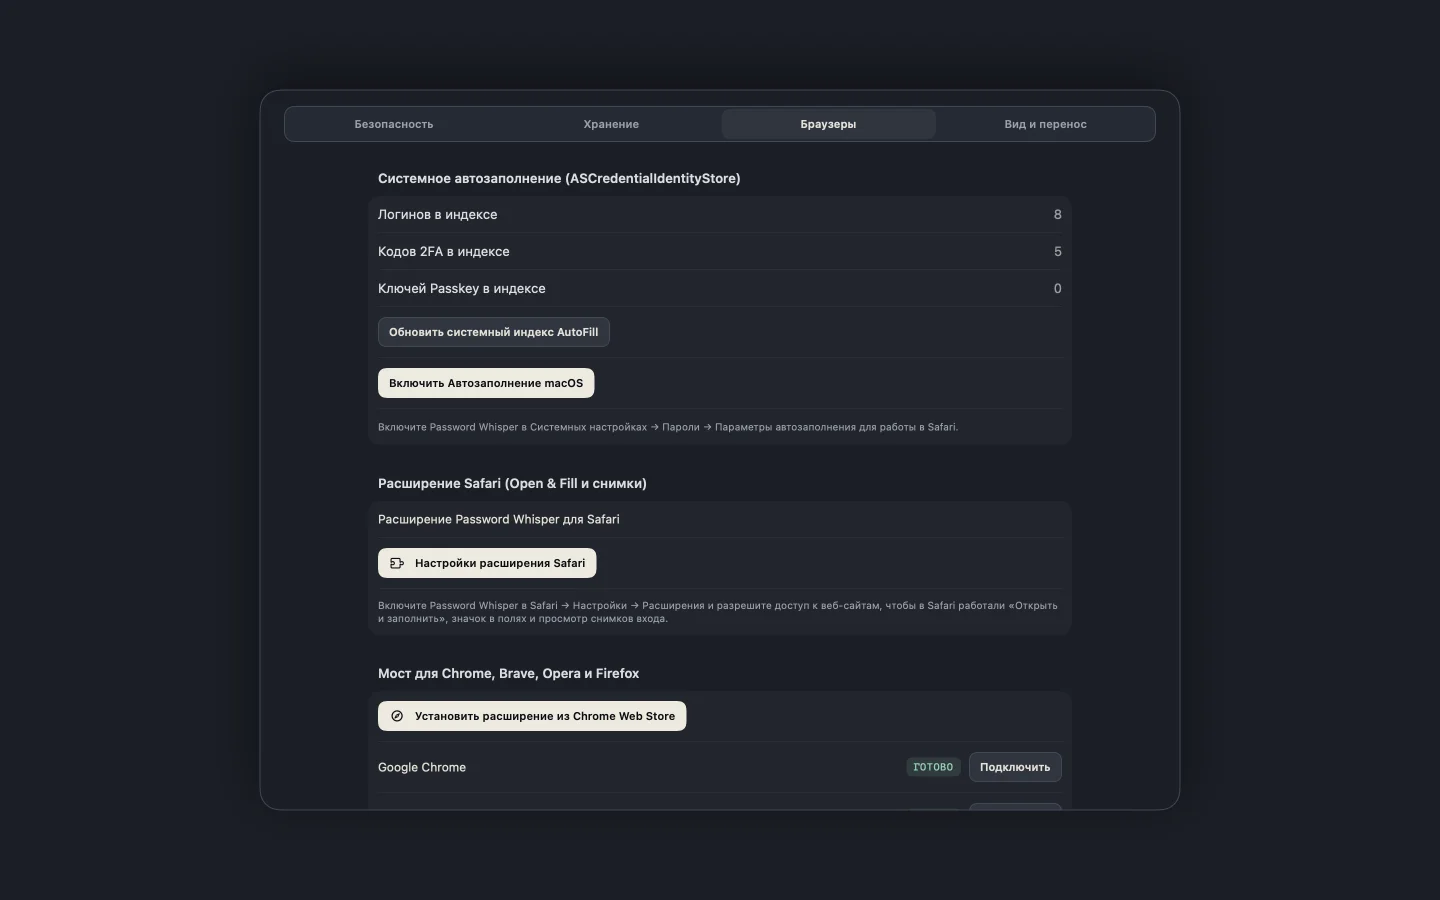 Безопасность
Хранение
Браузеры
Вид и перенос
Системное автозаполнение (ASCredentialIdentityStore)
Логинов в индексе
8
Кодов 2FA в индексе
5
Ключей Passkey в индексе
0
Обновить системный индекс AutoFill
Включить Автозаполнение macOS
Включите Password Whisper в Системных настройках → Пароли → Параметры автозаполнения для работы в Safari.
Расширение Safari (Open & Fill и снимки)
Расширение Password Whisper для Safari
Настройки расширения Safari
Включите Password Whisper в Safari → Настройки → Расширения и разрешите доступ к веб-сайтам, чтобы в Safari работали «Открыть
и заполнить», значок в полях и просмотр снимков входа.
Мост для Chrome, Brave, Opera и Firefox
Установить расширение из Chrome Web Store
Google Chrome
ГОТОВО
Подключить